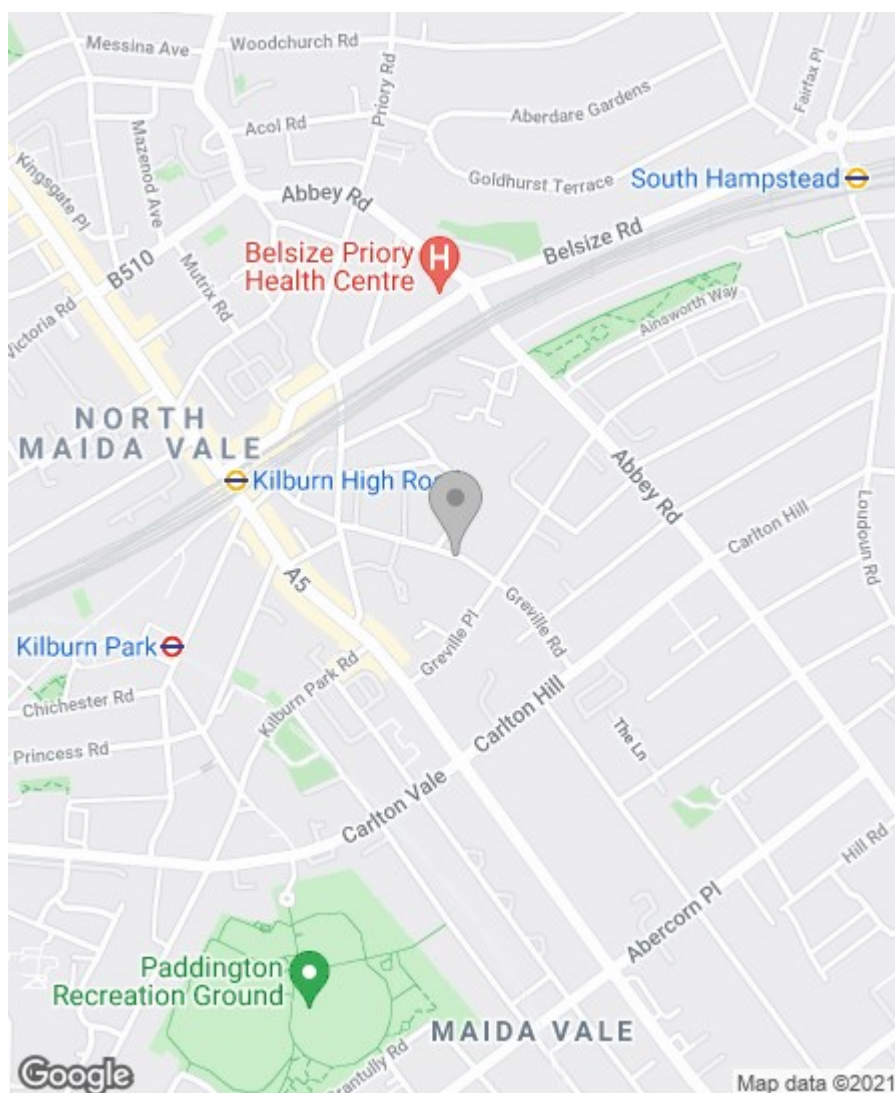 Messina Ave
Woodchurch Rd
Priory Rd
Fairfax Pl
Aberdare Gardens
Acol Rd
Mazenod Ave
Kingsgate Pl
Goldhurst Terrace
South Hampstead
Abbey Rd
Belsize Priory
Health Centre
H
Belsize Rd
B510
Mutrix Rd
Victoria Rd
Ainsworth Way
NORTH
MAIDA VALE
Kilburn High Roa
Abbey Rd
Carlton Hill
Loudoun Rd
A5
Greville Rd
Greville Pl
Kilburn Park
Kilburn Park Rd
Chichester Rd
Princess Rd
Carlton Hill
The Ln
Carlton Vale
Hill Rd
Abercorn Pl
Paddington
Recreation Ground
MAIDA VALE
Grantully Rd
Google
Map data ©2021